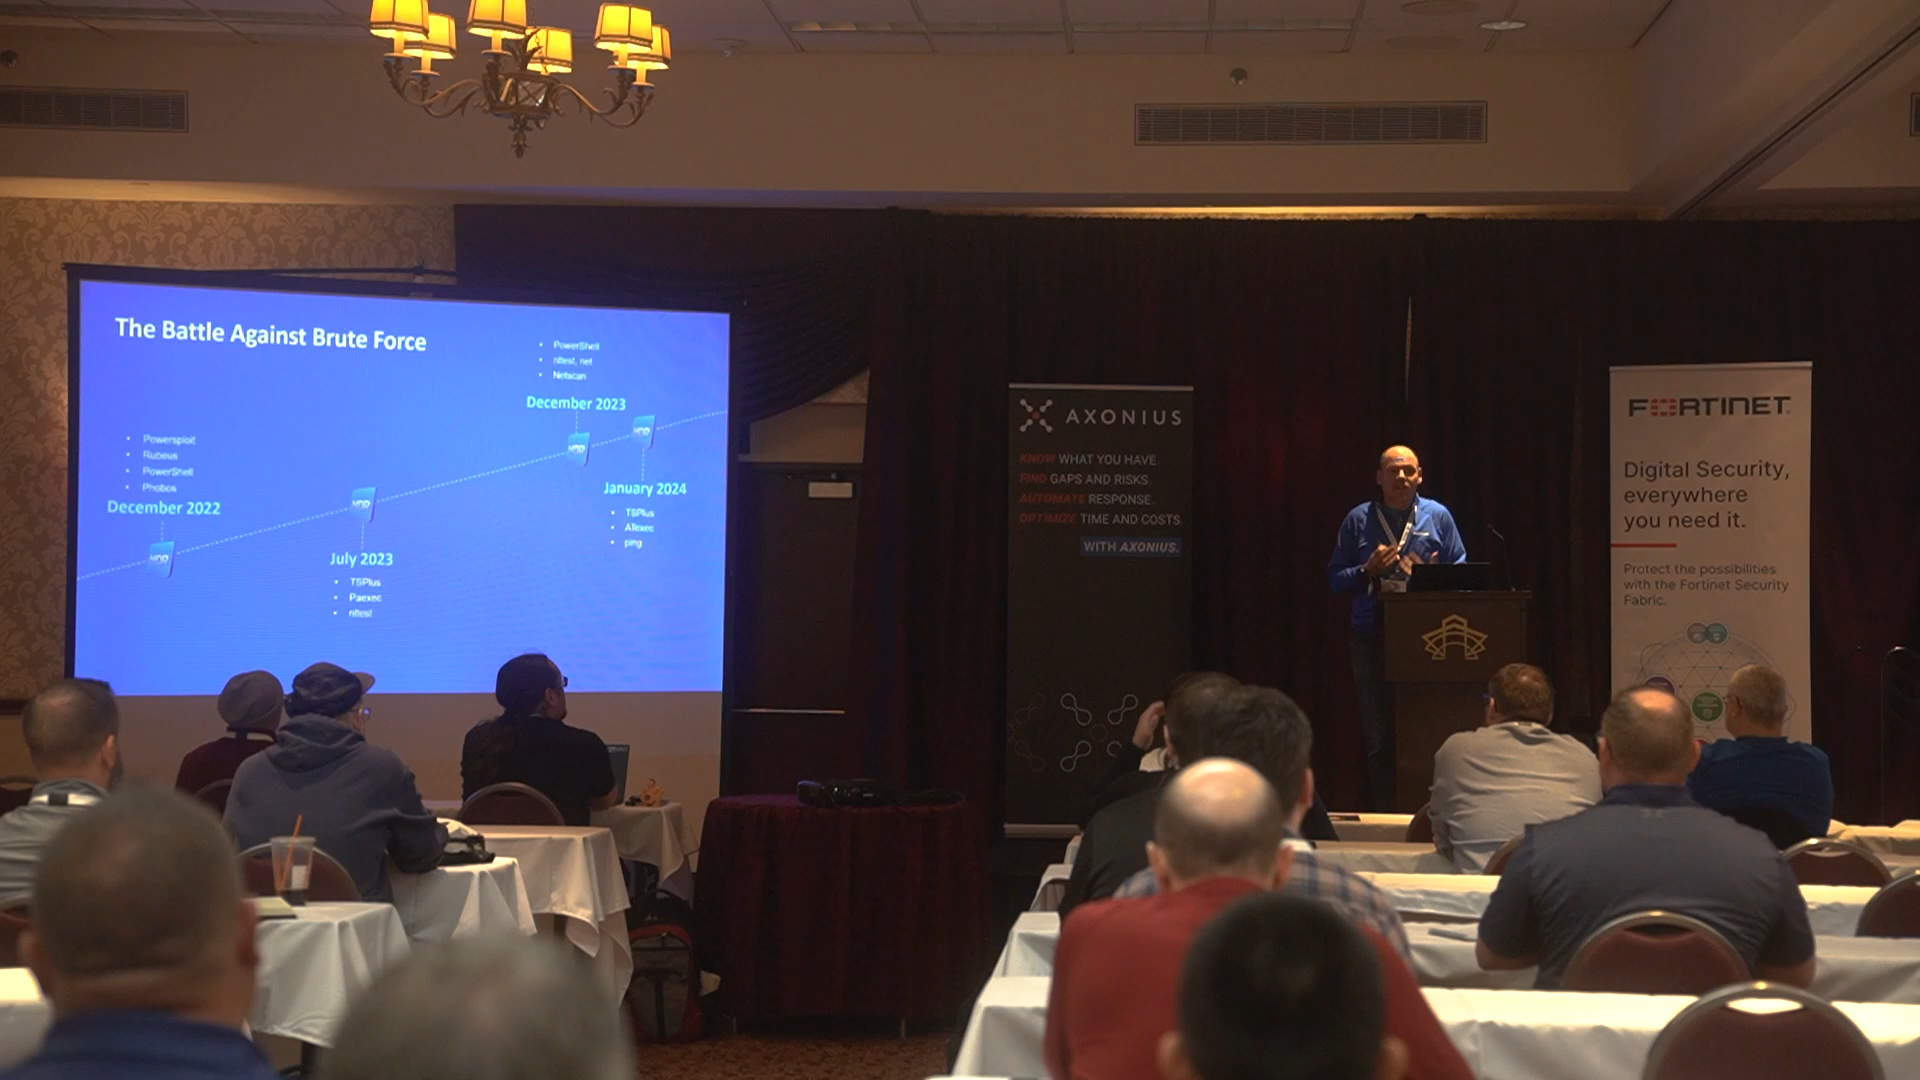 The Battle Against Brute Force
• PowerShell
• nltest, net
• Netscan
December 2023
• Powersploit
• Rubeus
• PowerShell
• Phobos
December 2022
January 2024
• TSPlus
• ATexec
• ping
July 2023
• TSPlus
• Paexec
• nltest
AXONIUS
KNOW WHAT YOU HAVE.
FIND GAPS AND RISKS.
AUTOMATE RESPONSE.
OPTIMIZE TIME AND COSTS
WITH AXONIUS.
FORTINET
Digital Security,
everywhere
you need it.
Protect the possibilities
with the Fortinet Security
Fabric.